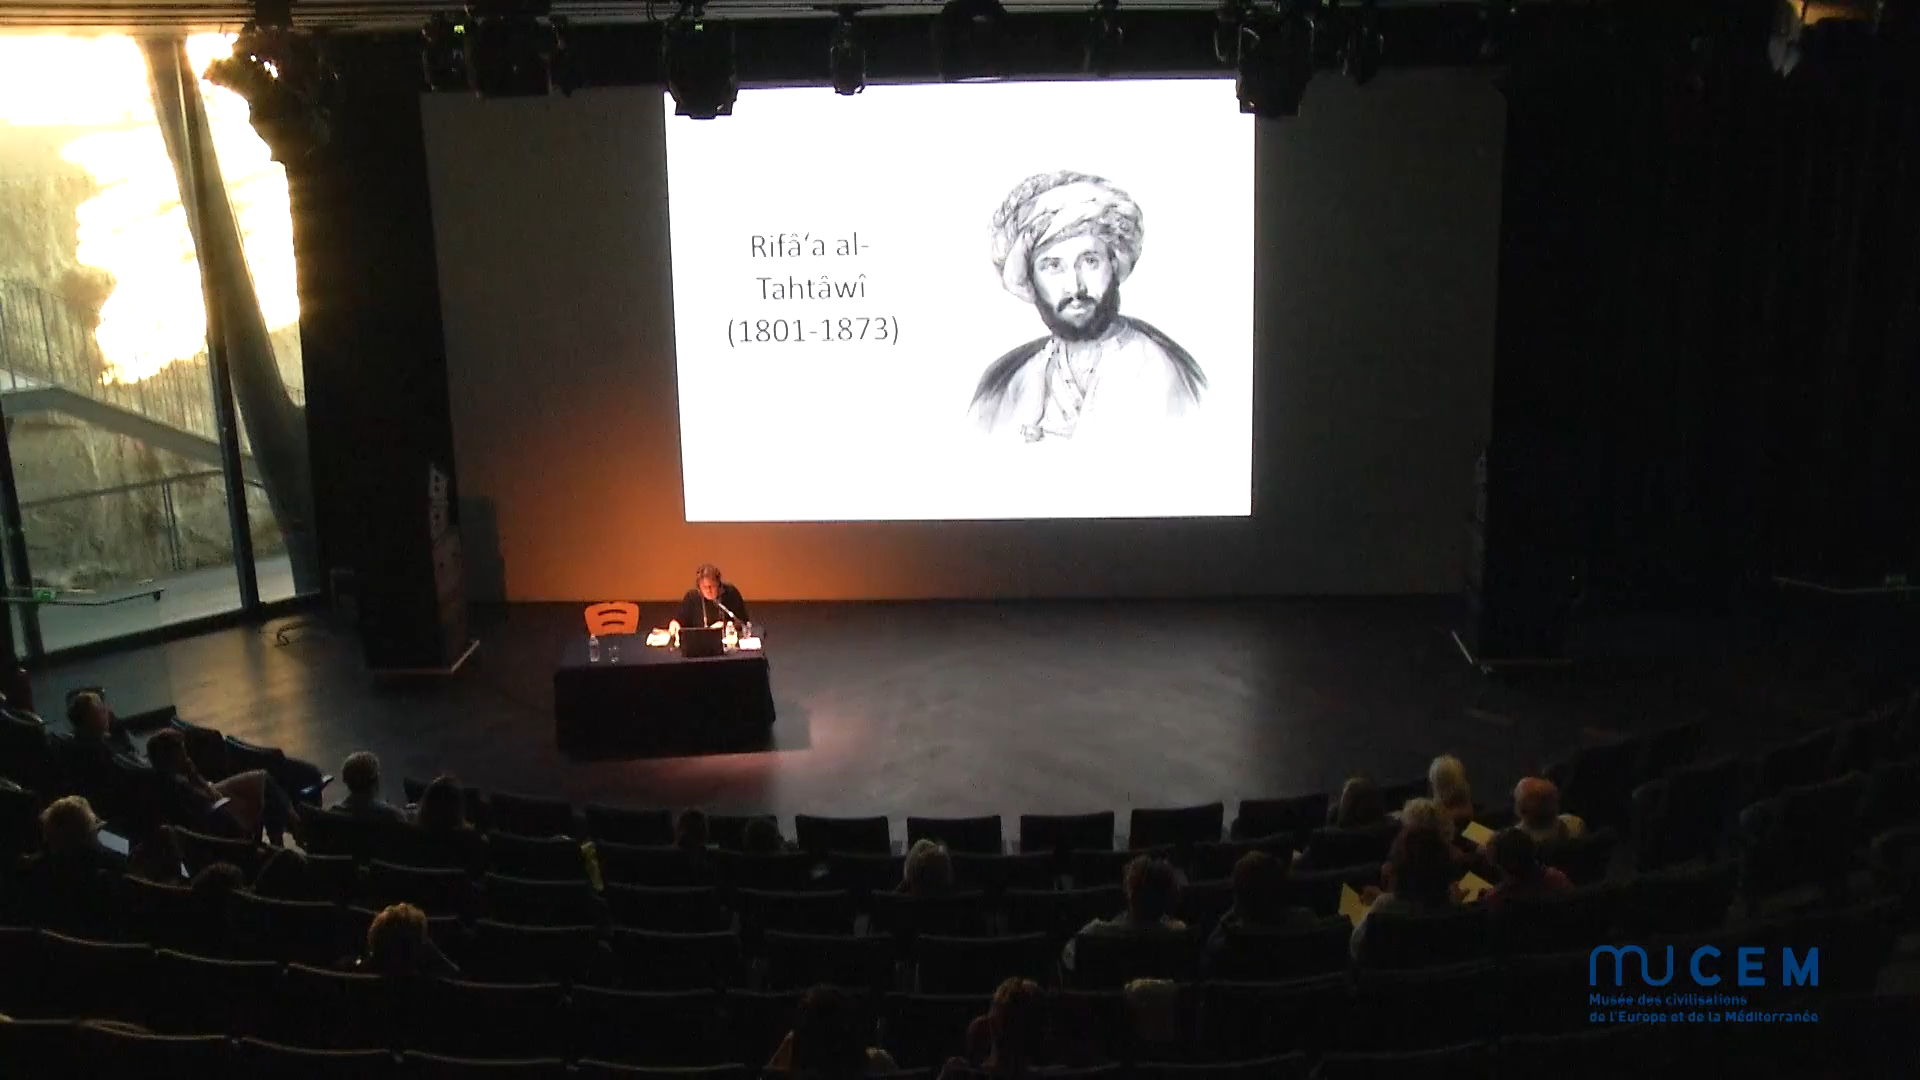 Rifâ‘a al-
Tahtâwî
(1801-1873)
MUCEM
Musée des civilisations
de l'Europe et de la Méditerranée